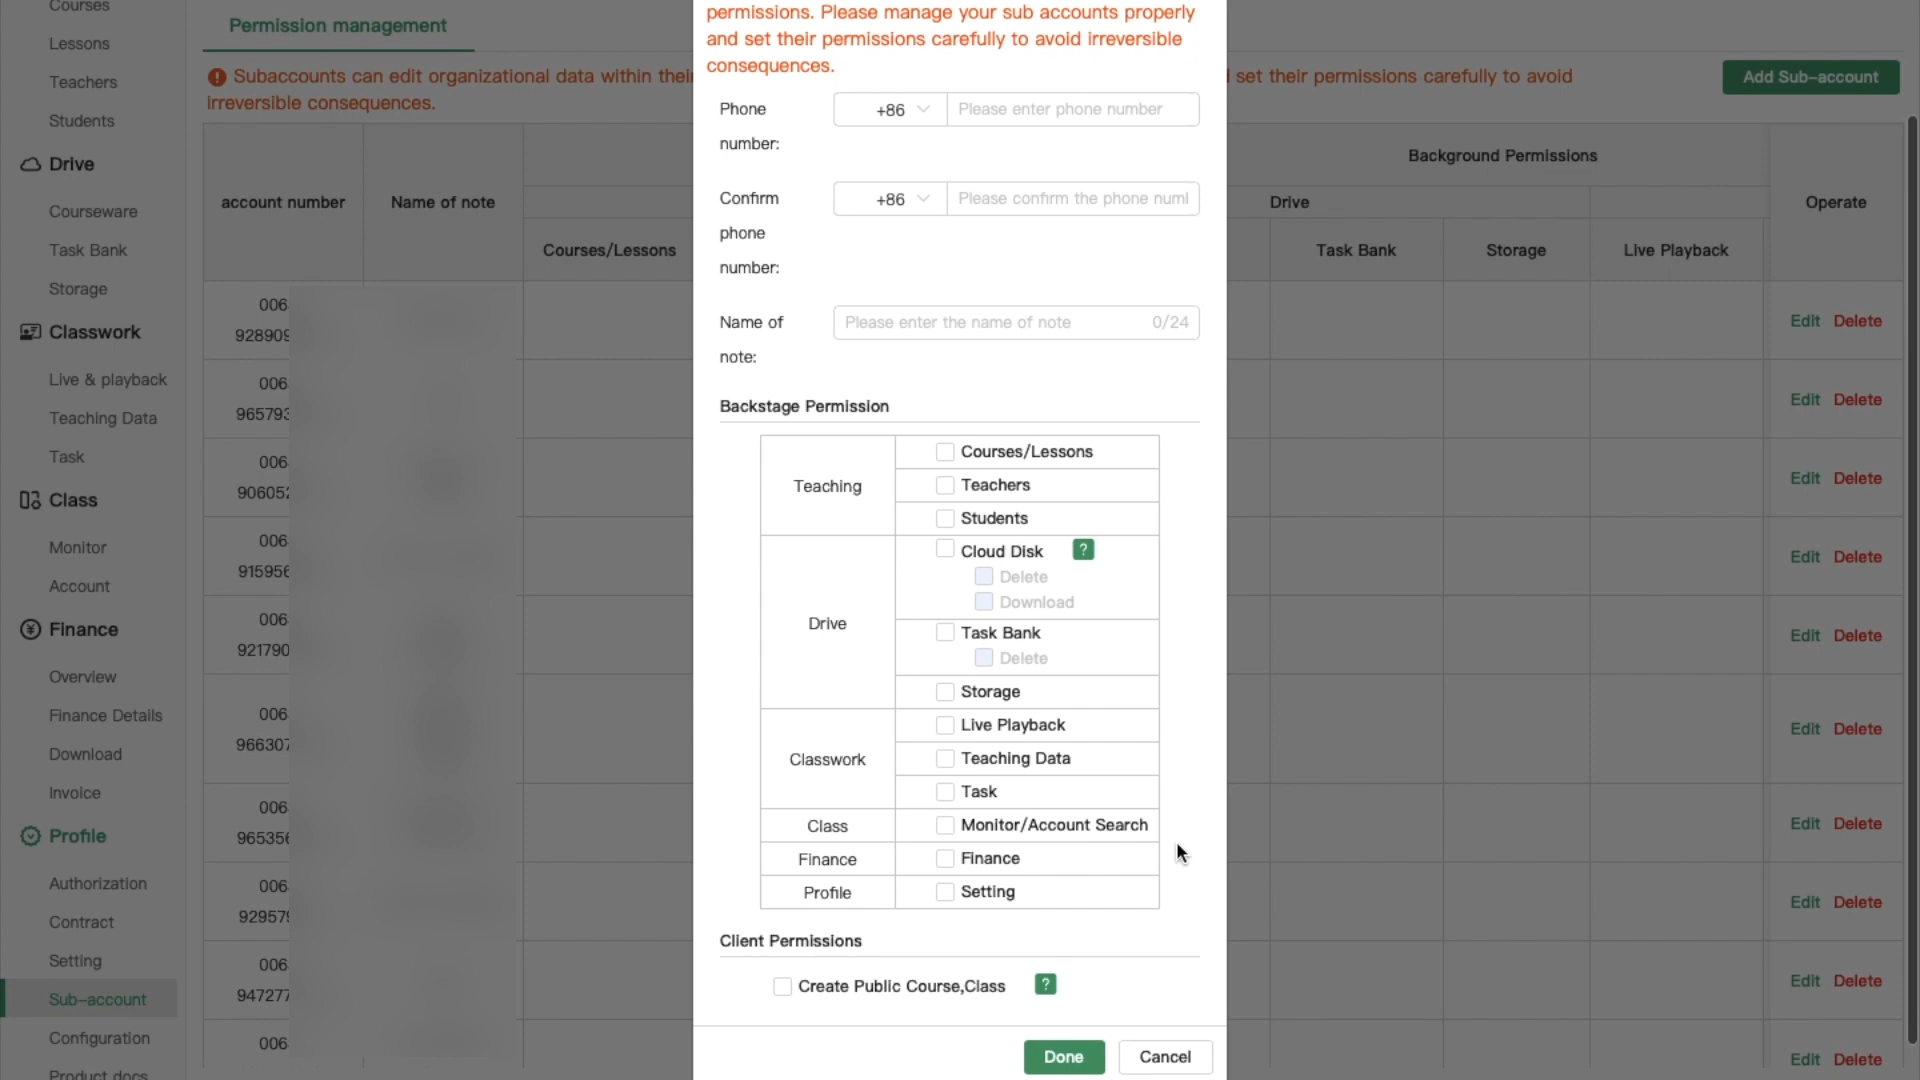 Courses
Lessons
Teachers
Students
Drive
Courseware
Task Bank
Storage
Classwork
Live & playback
Teaching Data
Task
Class
Monitor
Account
Finance
Overview
Finance Details
Download
Invoice
Profile
Authorization
Contract
Setting
Sub-account
Configuration
Product docs
Permission management
Subaccounts can edit organizational data within their
irreversible consequences.
set their permissions carefully to avoid
Add Sub-account
account number
Name of note
Courses/Lessons
Background Permissions
Drive
Task Bank
Storage
Live Playback
Operate
006
928909
Edit Delete
006
965793
Edit Delete
006
906052
Edit Delete
006
915956
Edit Delete
006
921790
Edit Delete
006
966307
Edit Delete
006
965356
Edit Delete
006
929579
Edit Delete
006
947277
Edit Delete
006
Edit Delete
permissions. Please manage your sub accounts properly
and set their permissions carefully to avoid irreversible
consequences.
Phone
number:
+86
Please enter phone number
Confirm
phone
number:
+86
Please confirm the phone num
Name of
note:
Please enter the name of note
0/24
Backstage Permission
Teaching
Courses/Lessons
Teachers
Students
Drive
Cloud Disk ?
Delete
Download
Task Bank
Delete
Storage
Classwork
Live Playback
Teaching Data
Task
Class
Monitor/Account Search
Finance
Finance
Profile
Setting
Client Permissions
Create Public Course,Class ?
Done
Cancel